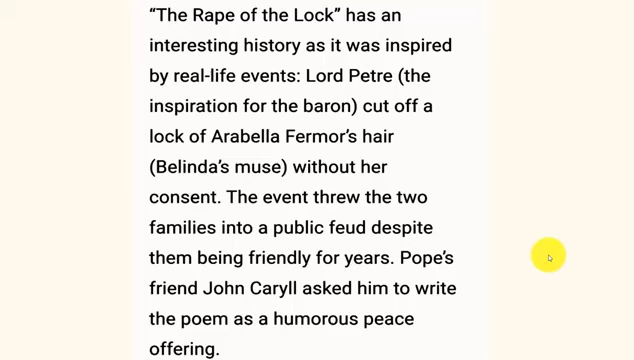 “The Rape of the Lock” has an
interesting history as it was inspired
by real-life events: Lord Petre (the
inspiration for the baron) cut off a
lock of Arabella Fermor’s hair
(Belinda’s muse) without her
consent. The event threw the two
families into a public feud despite
them being friendly for years. Pope’s
friend John Caryll asked him to write
the poem as a humorous peace
offering.